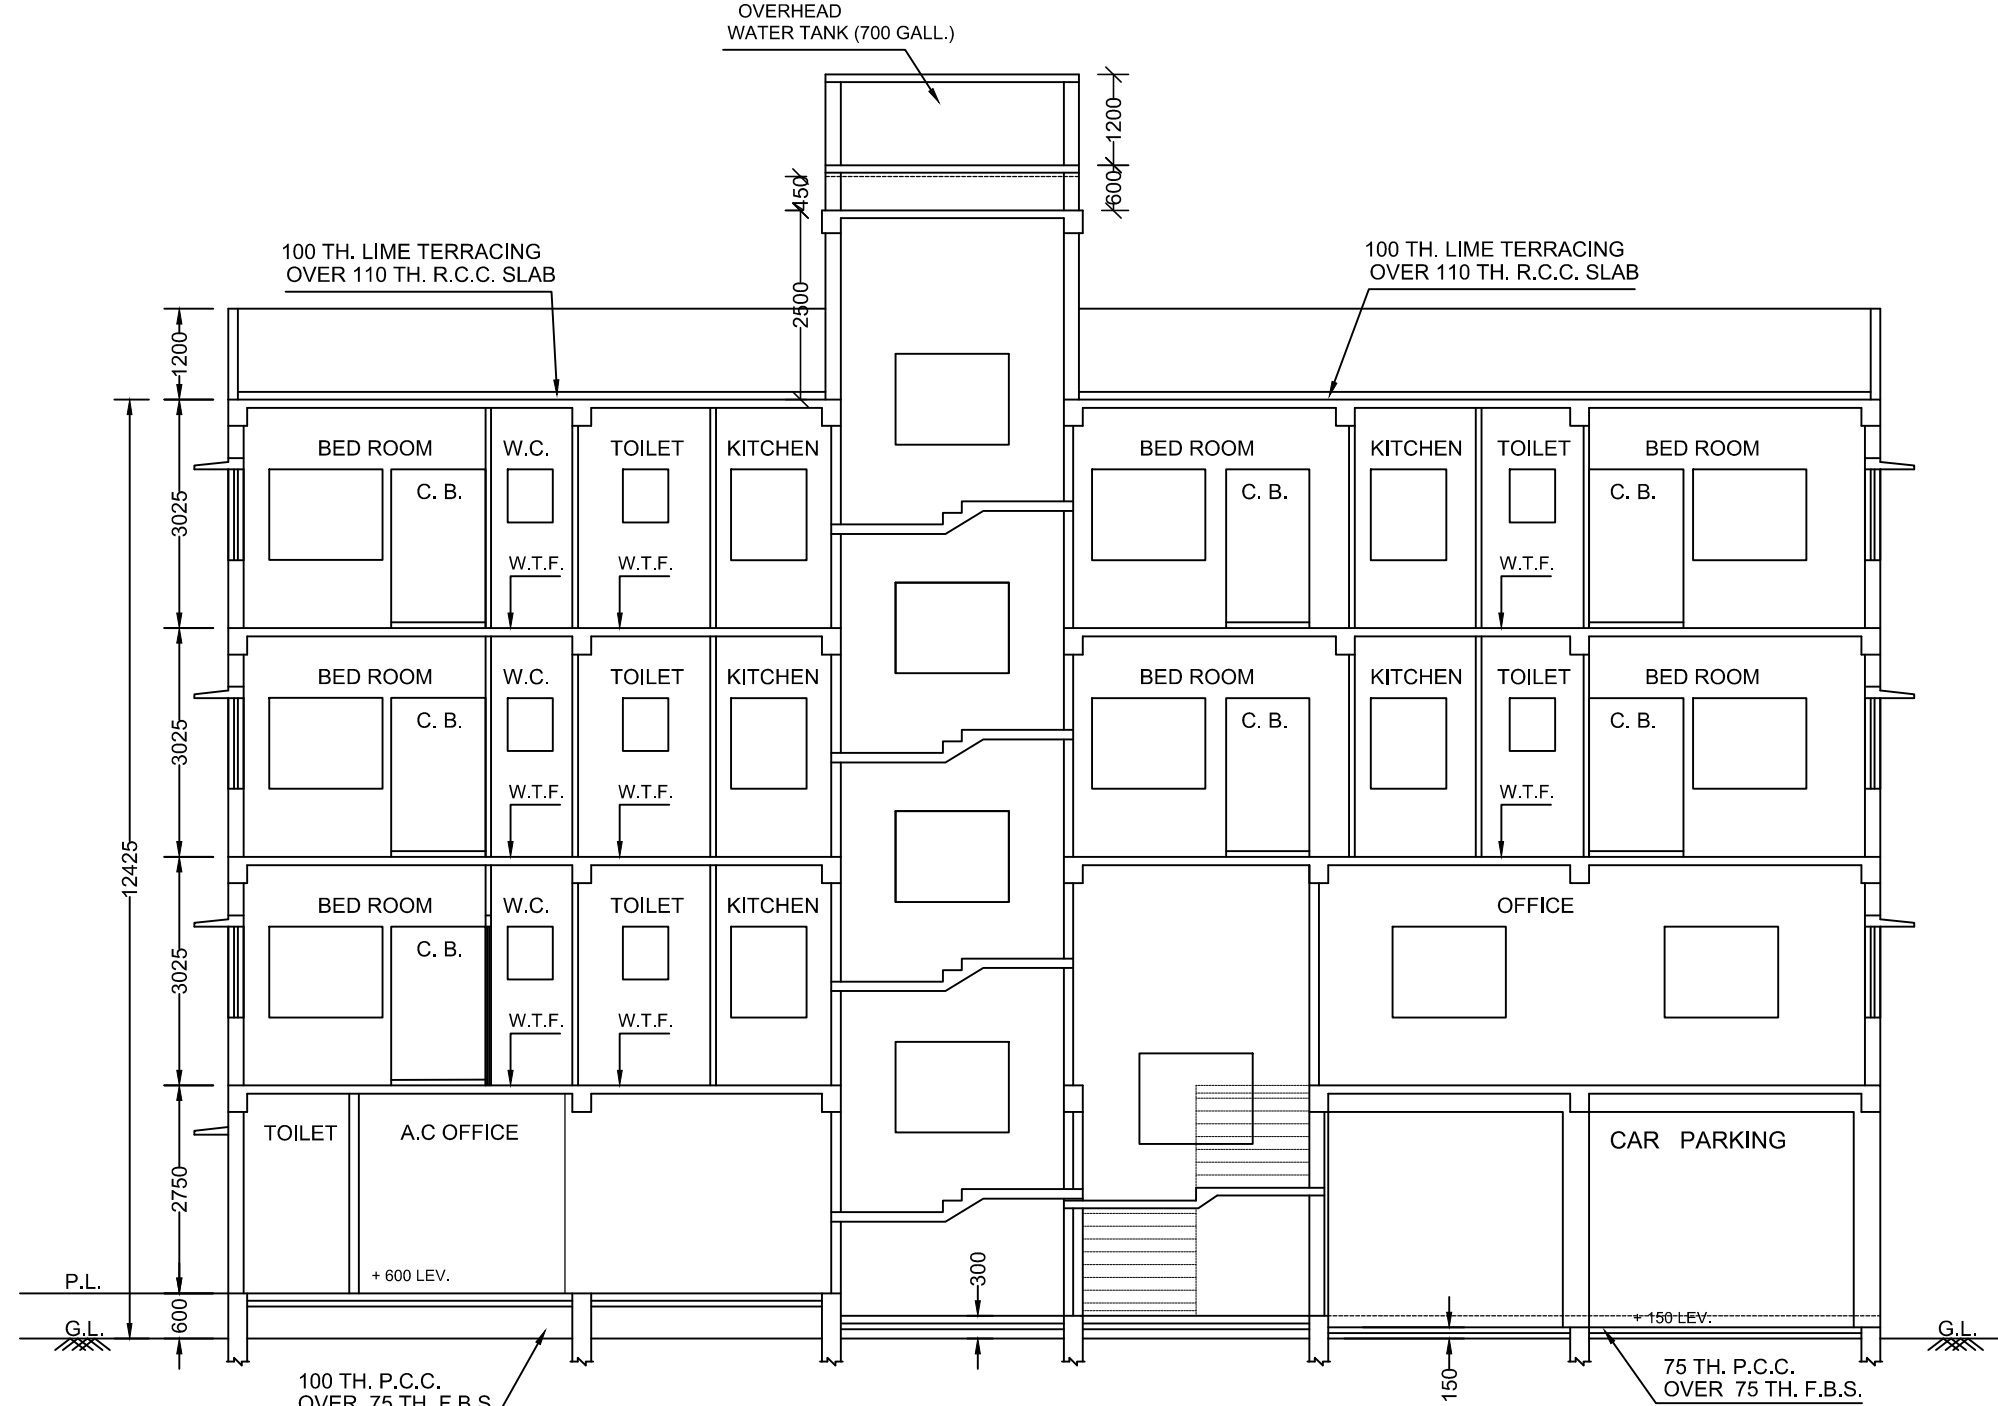 OVERHEAD
WATER TANK (700 GALL.)
1200
600
450
2500
100 TH. LIME TERRACING
OVER 110 TH. R.C.C. SLAB
100 TH. LIME TERRACING
OVER 110 TH. R.C.C. SLAB
1200
BED ROOM W.C. TOILET KITCHEN BED ROOM KITCHEN TOILET BED ROOM
C. B. C. B. C. B.
3025
W.T.F. W.T.F. W.T.F.
BED ROOM W.C. TOILET KITCHEN BED ROOM KITCHEN TOILET BED ROOM
C. B. C. B. C. B.
3025
W.T.F. W.T.F. W.T.F.
12425
BED ROOM W.C. TOILET KITCHEN OFFICE
C. B.
3025
W.T.F. W.T.F.
TOILET A.C OFFICE CAR PARKING
2750
+ 600 LEV.
300
P.L.
600
+ 150 LEV.
G.L. G.L.
150
100 TH. P.C.C.
OVER 75 TH. F.B.S.
75 TH. P.C.C.
OVER 75 TH. F.B.S.